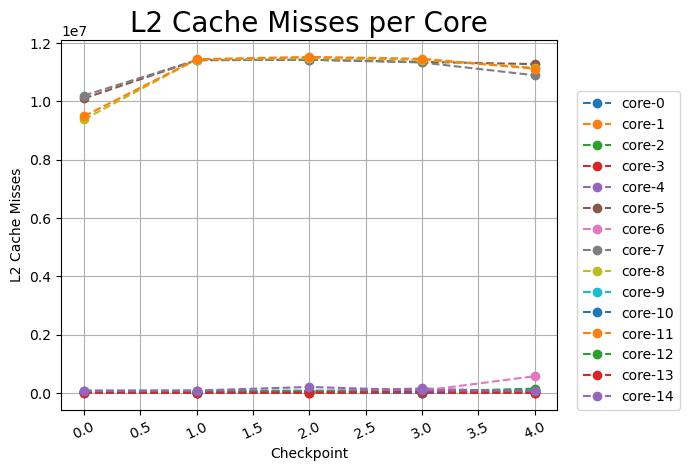 L2 Cache Misses per Core
1e7
1.2
1.0
0.8
0.6
0.4
0.2
0.0
L2 Cache Misses
0.0 0.5 1.0 1.5 2.0 2.5 3.0 3.5 4.0
Checkpoint
core-0
core-1
core-2
core-3
core-4
core-5
core-6
core-7
core-8
core-9
core-10
core-11
core-12
core-13
core-14